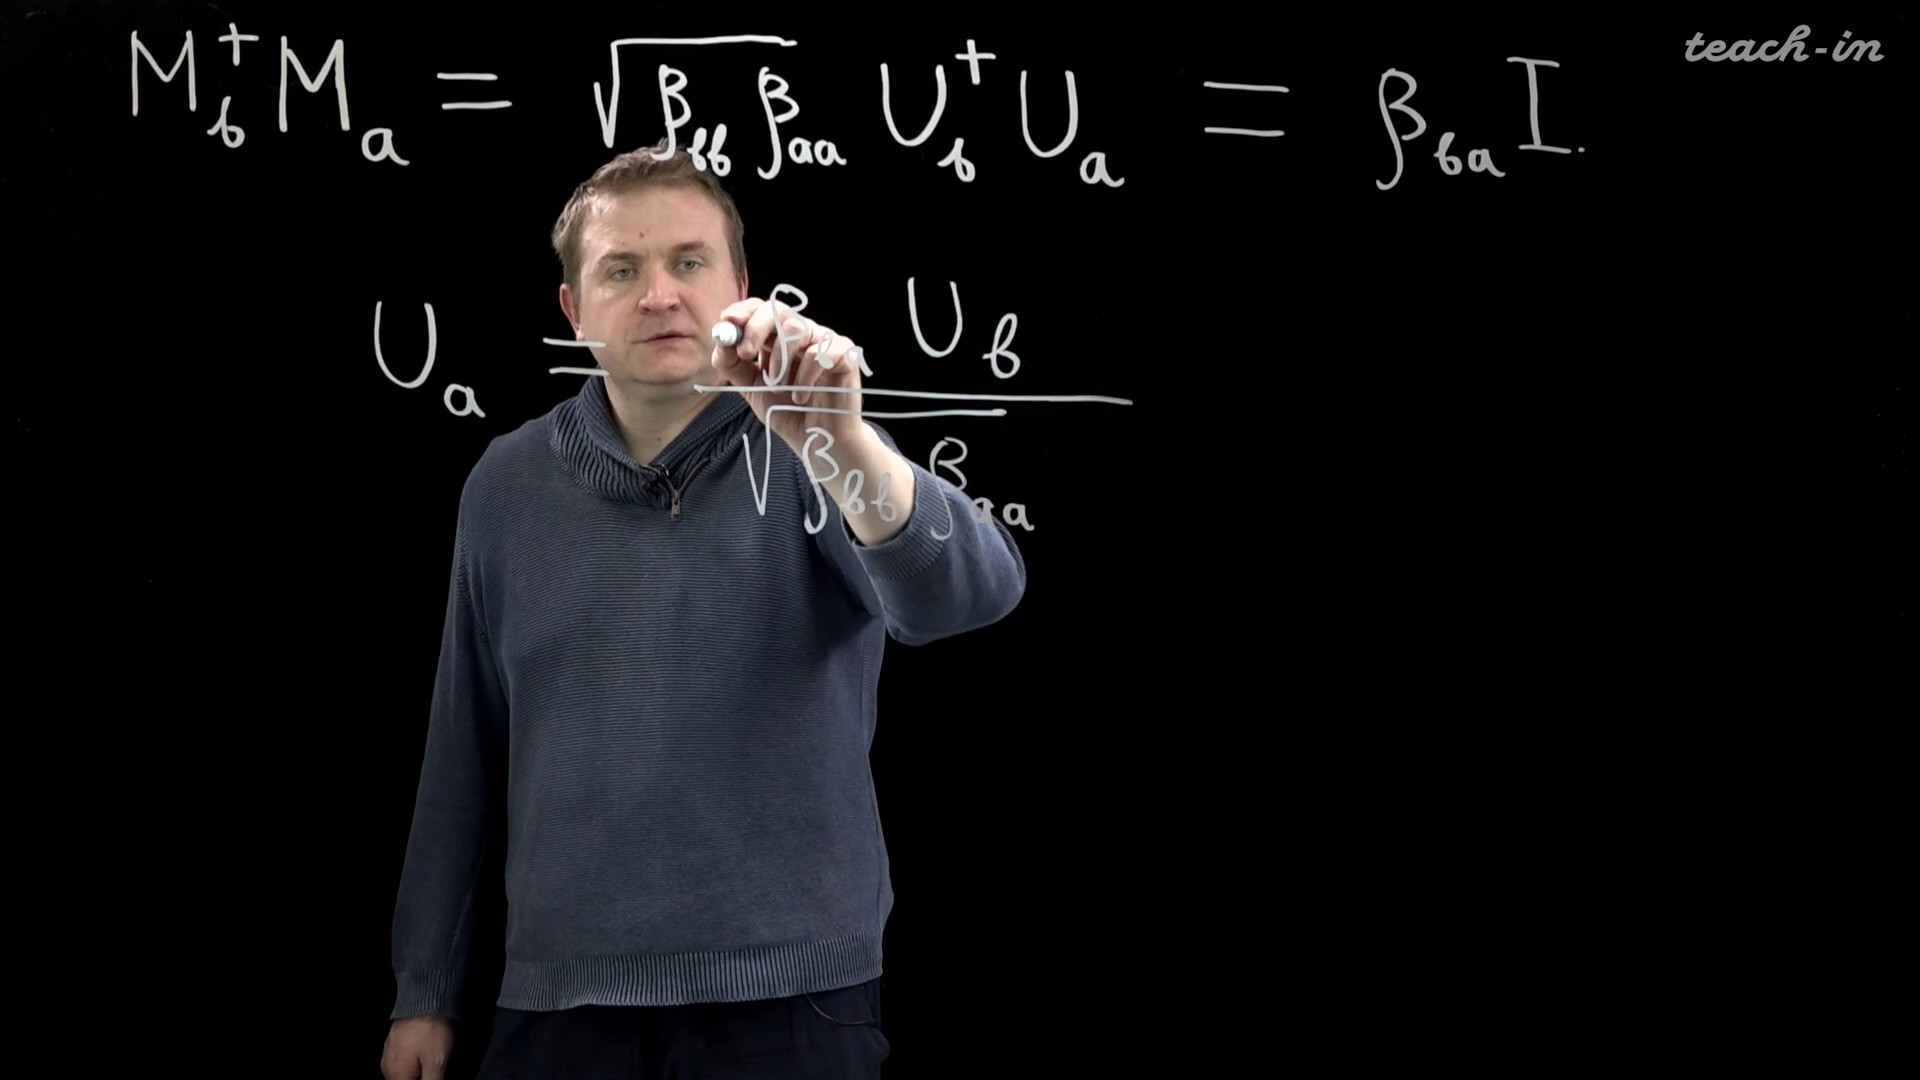 teach-in
M_b^+ M_a = √(β_bb β_aa) U_b^+ U_a = β_ba I.
U_a = β_ba U_b / √(β_bb β_aa)